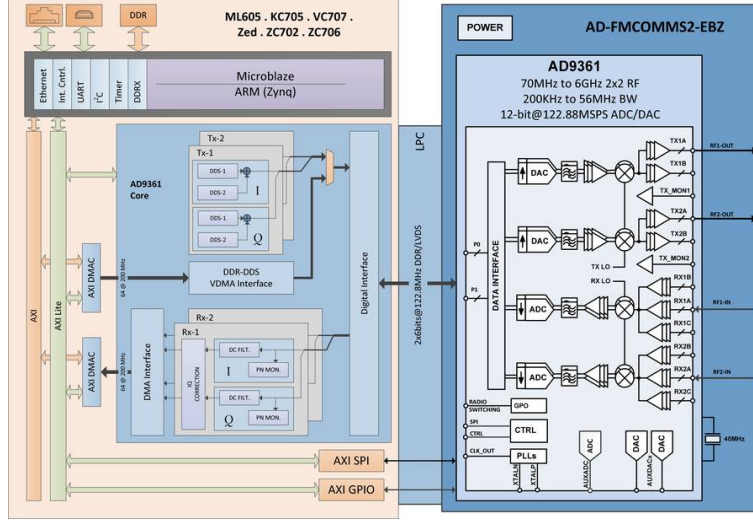 ML605 . KC705 . VC707 .
Zed . ZC702 . ZC706
DDR
Ethernet
Int. Cntrl.
UART
I²C
Timer
DDRX
Microblaze
ARM (Zynq)
AD9361
Core
Tx-2
Tx-1
DDS-1
DDS-2
I
DDS-1
DDS-2
Q
DDR-DDS
VDMA Interface
Digital Interface
AXI
AXI Lite
AXI DMAC
64 @ 200 MHz
AXI DMAC
64 @ 200 MHz
DMA Interface
Rx-2
Rx-1
IQ
CORRECTION
DC FILT.
PN MON.
I
DC FILT.
PN MON.
Q
AXI SPI
AXI GPIO
LPC
2x6bits@122.8MHz DDR/LVDS
POWER
AD-FMCOMMS2-EBZ
AD9361
70MHz to 6GHz 2x2 RF
200KHz to 56MHz BW
12-bit@122.88MSPS ADC/DAC
P0
P1
DATA INTERFACE
DAC
DAC
ADC
ADC
TX LO
RX LO
TX1A
TX1B
TX_MON1
TX2A
TX2B
TX_MON2
RX1B
RX1A
RX1C
RX2B
RX2A
RX2C
RF1-OUT
RF2-OUT
RF1-IN
RF2-IN
RADIO
SWITCHING
GPO
SPI
CTRL
CTRL
CLK_OUT
PLLs
XTALN
XTALP
AUXADC
ADC
AUXDACx
DAC
DAC
40MHz